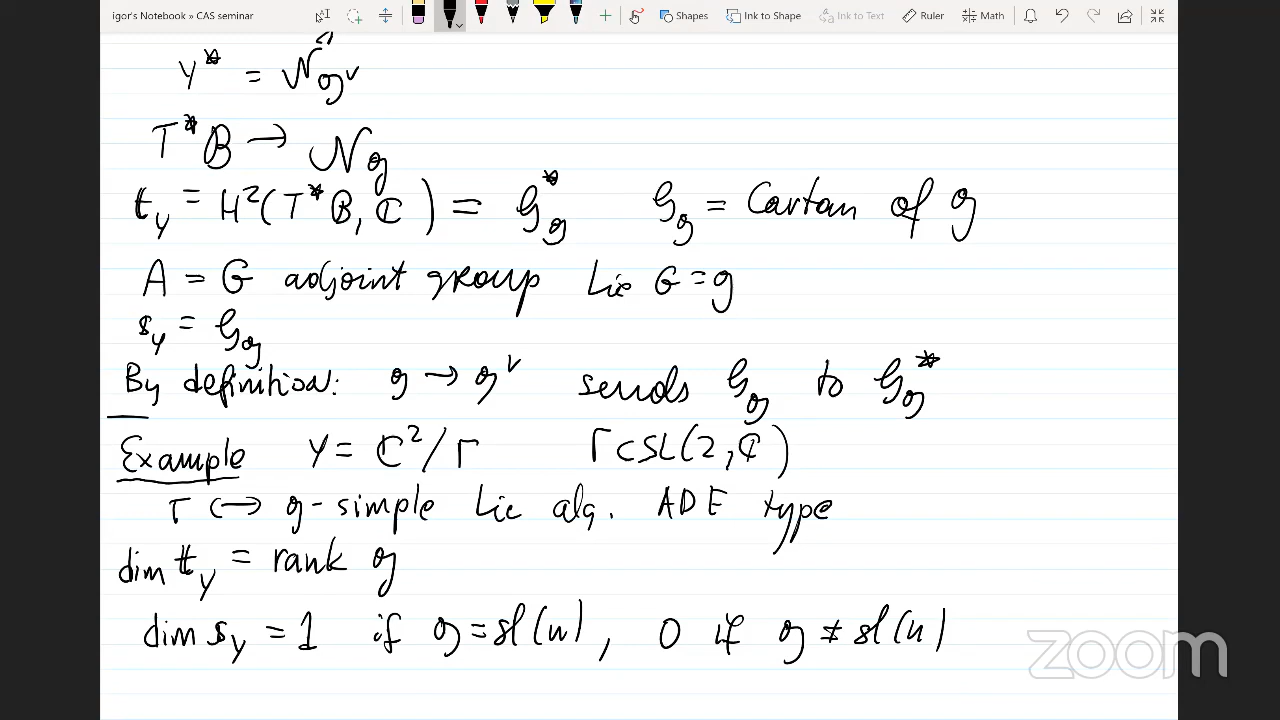 igor's Notebook » CAS seminar
Shapes Ink to Shape Ink to Text Ruler Math
Y* = N_g∨
T*B → N_g
t_Y = H²(T*B, ℂ) = h*_g h_g = Cartan of g
A = G adjoint group Lie G = g
s_Y = h_g
By definition: g → g∨ sends h_g to h_g*
Example Y = ℂ²/Γ Γ ⊂ SL(2, ℂ)
Γ ↔ g - simple Lie alg. ADE type
dim t_Y = rank g
dim s_Y = 1 if g = sl(n), 0 if g ≠ sl(n)
zoom